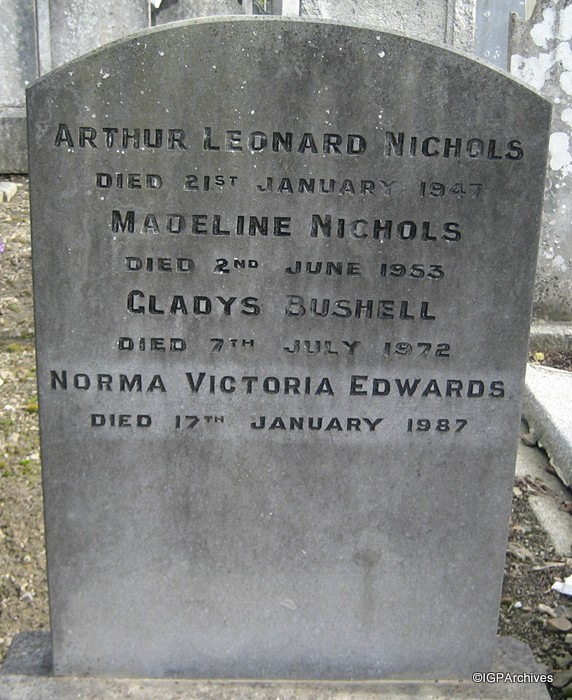 ARTHUR LEONARD NICHOLS
DIED 21ST JANUARY 1947
MADELINE NICHOLS
DIED 2ND JUNE 1953
GLADYS BUSHELL
DIED 7TH JULY 1972
NORMA VICTORIA EDWARDS
DIED 17TH JANUARY 1987
©IGPArchives